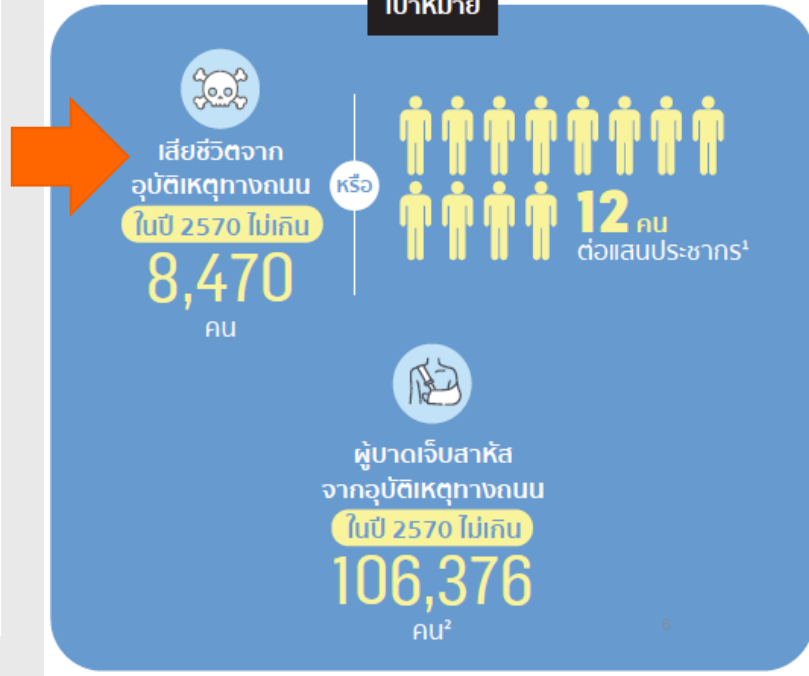 เป้าหมาย
เสียชีวิตจาก
อุบัติเหตุทางถนน
ในปี 2570 ไม่เกิน
8,470
คน
หรือ
12 คน
ต่อแสนประชากร¹
ผู้บาดเจ็บสาหัส
จากอุบัติเหตุทางถนน
ในปี 2570 ไม่เกิน
106,376
คน²
6